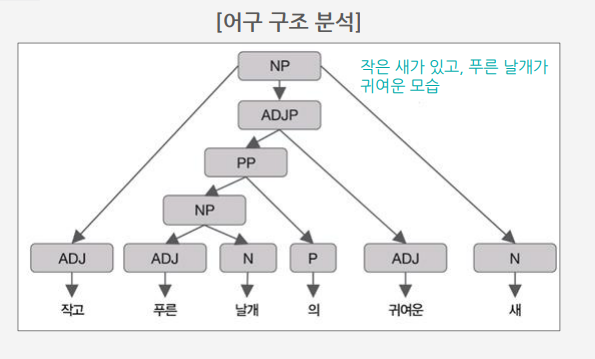 [어구 구조 분석]
NP
작은 새가 있고, 푸른 날개가
귀여운 모습
ADJP
PP
NP
ADJ ADJ N P ADJ N
작고 푸른 날개 의 귀여운 새